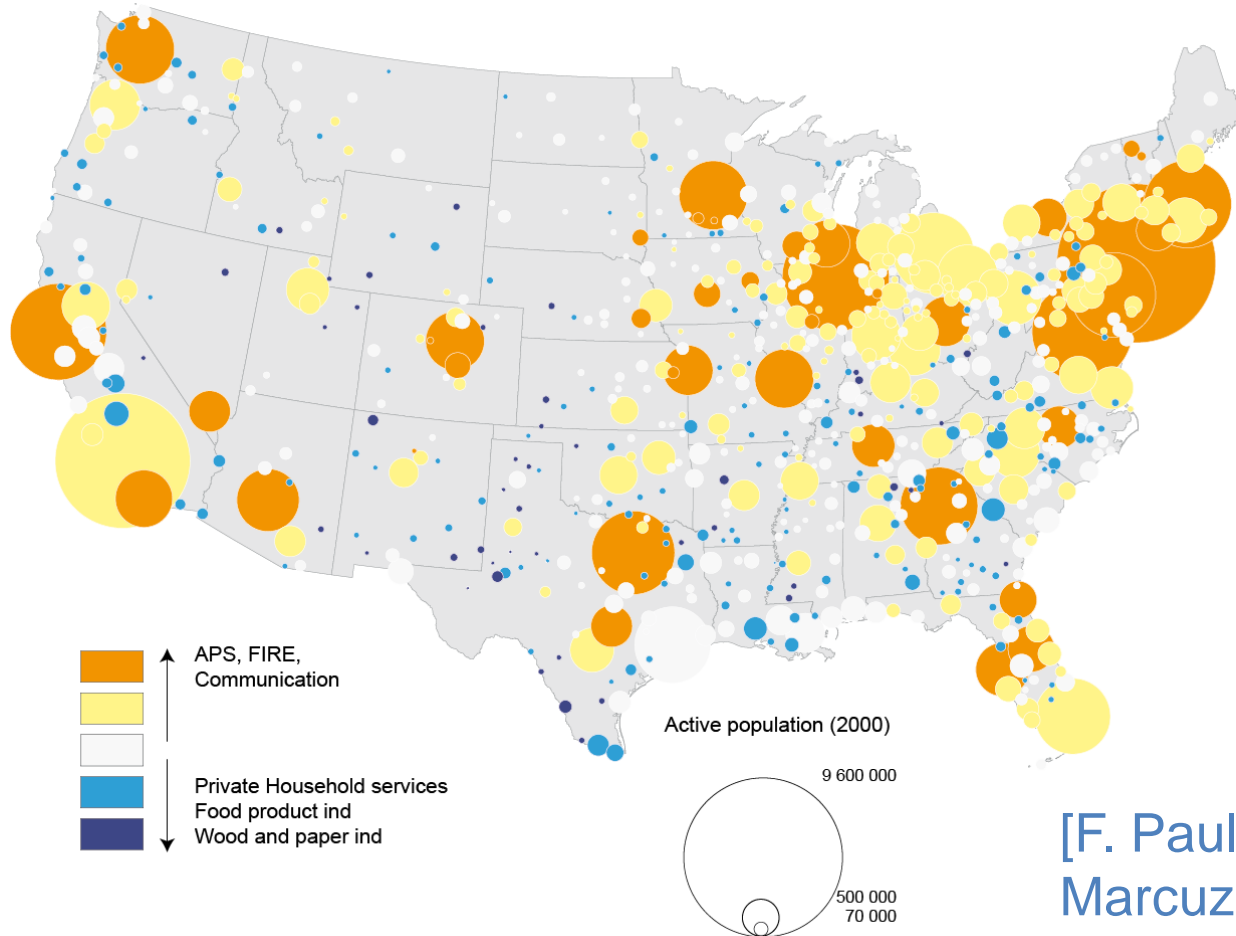 APS, FIRE,
Communication
Private Household services
Food product ind
Wood and paper ind
Active population (2000)
9 600 000
500 000
70 000
[F. Paul
Marcuz